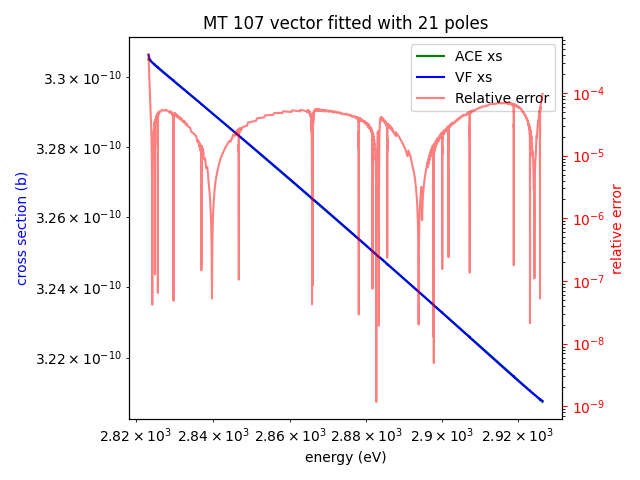 MT 107 vector fitted with 21 poles
ACE xs
VF xs
Relative error
3.3 × 10⁻¹⁰
3.28 × 10⁻¹⁰
3.26 × 10⁻¹⁰
3.24 × 10⁻¹⁰
3.22 × 10⁻¹⁰
cross section (b)
10⁻⁴
10⁻⁵
10⁻⁶
10⁻⁷
10⁻⁸
10⁻⁹
relative error
2.82 × 10³ 2.84 × 10³ 2.86 × 10³ 2.88 × 10³ 2.9 × 10³ 2.92 × 10³
energy (eV)